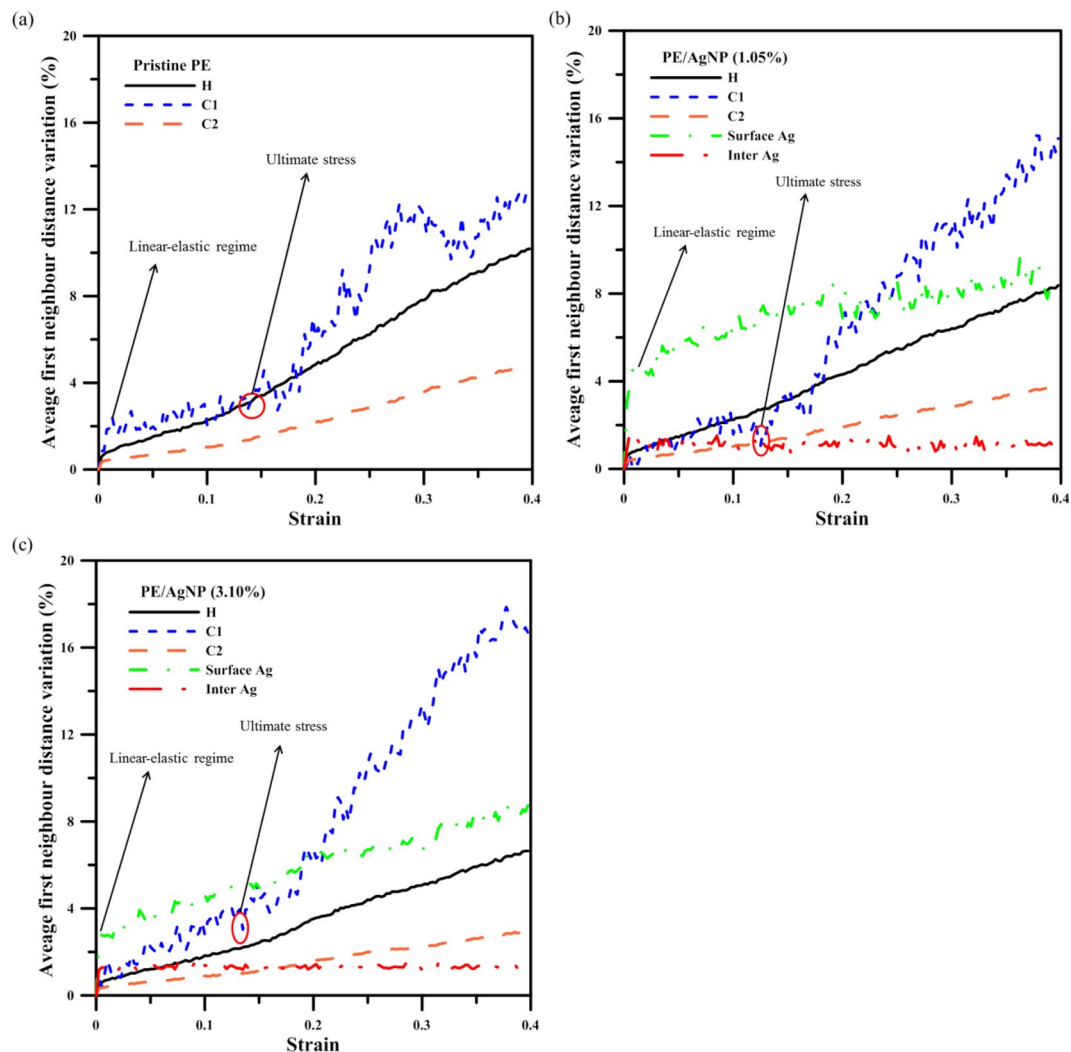 (a)
Aveage first neighbour distance variation (%)
20
16
12
8
4
0
Pristine PE
H
C1
C2
Ultimate stress
Linear-elastic regime
0
0.1
0.2
0.3
0.4
Strain
(b)
Aveage first neighbour distance variation (%)
20
16
12
8
4
0
PE/AgNP (1.05%)
H
C1
C2
Surface Ag
Inter Ag
Ultimate stress
Linear-elastic regime
0
0.1
0.2
0.3
0.4
Strain
(c)
Aveage first neighbour distance variation (%)
20
16
12
8
4
0
PE/AgNP (3.10%)
H
C1
C2
Surface Ag
Inter Ag
Ultimate stress
Linear-elastic regime
0
0.1
0.2
0.3
0.4
Strain